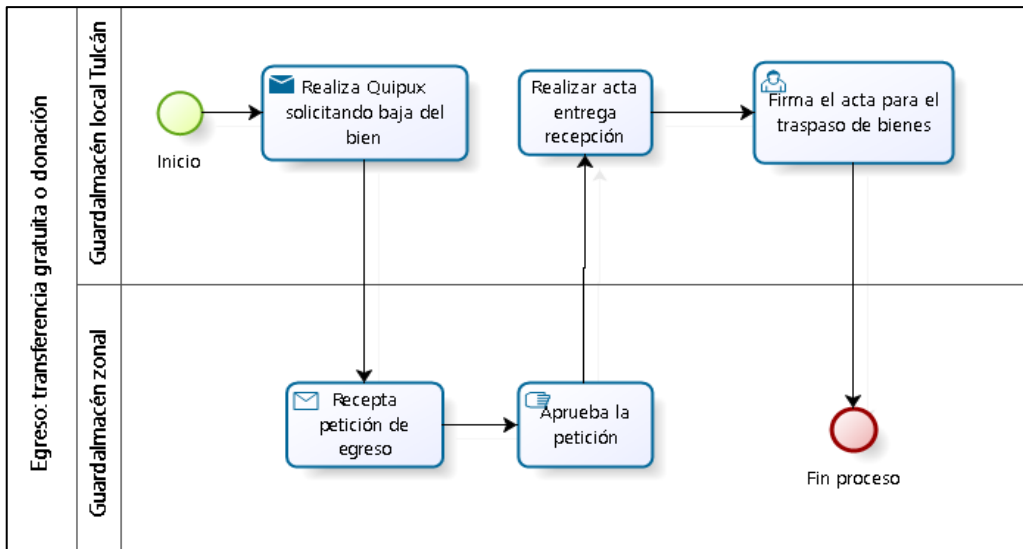 Egreso: transferencia gratuita o donación
Guardalmacén local Tulcán
Inicio
Realiza Quipux
solicitando baja del
bien
Realizar acta
entrega
recepción
Firma el acta para el
traspaso de bienes
Guardalmacén zonal
Recepta
petición de
egreso
Aprueba la
petición
Fin proceso